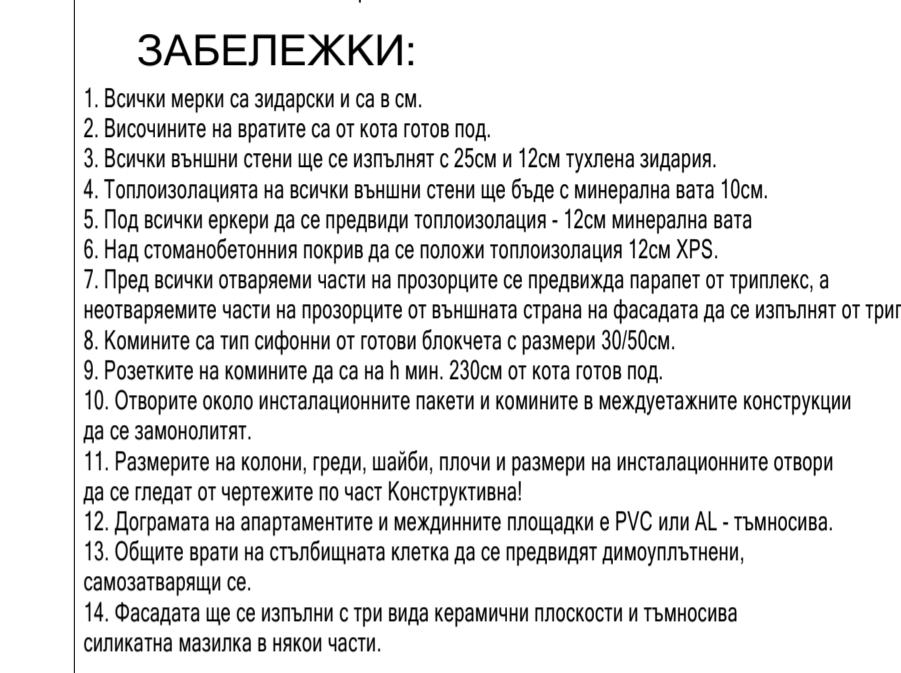 ЗАБЕЛЕЖКИ:
1. Всички мерки са зидарски и са в см.
2. Височините на вратите са от кота готов под.
3. Всички външни стени ще се изпълнят с 25см и 12см тухлена зидария.
4. Топлоизолацията на всички външни стени ще бъде с минерална вата 10см.
5. Под всички еркери да се предвиди топлоизолация - 12см минерална вата
6. Над стоманобетонния покрив да се положи топлоизолация 12см XPS.
7. Пред всички отваряеми части на прозорците се предвижда парапет от триплекс, а
неотваряемите части на прозорците от външната страна на фасадата да се изпълнят от
8. Комините са тип сифонни от готови блокчета с размери 30/50см.
9. Розетките на комините да са на h мин. 230см от кота готов под.
10. Отворите около инсталационните пакети и комините в междуетажните конструкции
да се замонолитят.
11. Размерите на колони, греди, шайби, плочи и размери на инсталационните отвори
да се гледат от чертежите по част Конструктивна!
12. Дограмата на апартаментите и междинните площадки е PVC или AL - тъмносива.
13. Общите врати на стълбищната клетка да се предвидят димоуплътнени,
самозатварящи се.
14. Фасадата ще се изпълни с три вида керамични плоскости и тъмносива
силикатна мазилка в някои части.